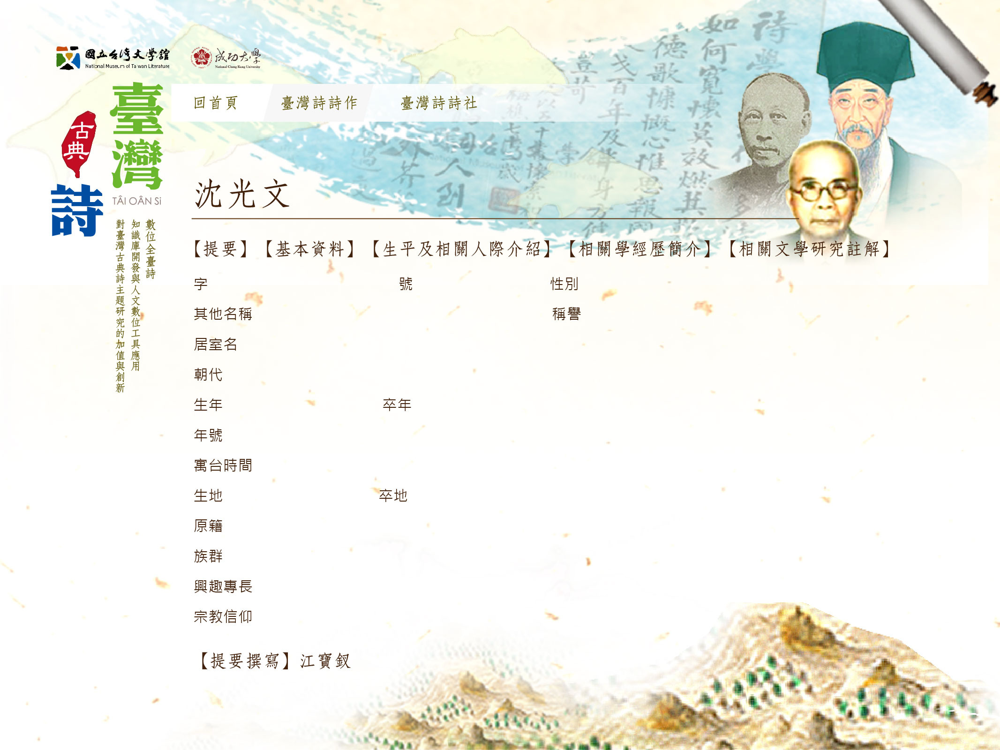 國立台灣文學館
National Museum of Taiwan Literature
成功大學
National Cheng Kung University
臺灣
古典
詩
TÂI OÂN Si
數位全臺詩
知識庫開發與人文數位工具應用
對臺灣古典詩主題研究的加值與創新
回首頁 臺灣詩詩作 臺灣詩詩社
沈光文
【提要】【基本資料】【生平及相關人際介紹】【相關學經歷簡介】【相關文學研究註解】
字 號 性別
其他名稱 稱譽
居室名
朝代
生年 卒年
年號
寓台時間
生地 卒地
原籍
族群
興趣專長
宗教信仰
【提要撰寫】江寶釵